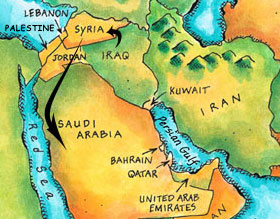 LEBANON
PALESTINE
SYRIA
JORDAN
IRAQ
IRAN
KUWAIT
SAUDI
ARABIA
Red Sea
Persian Gulf
BAHRAIN
QATAR
UNITED ARAB
EMIRATES